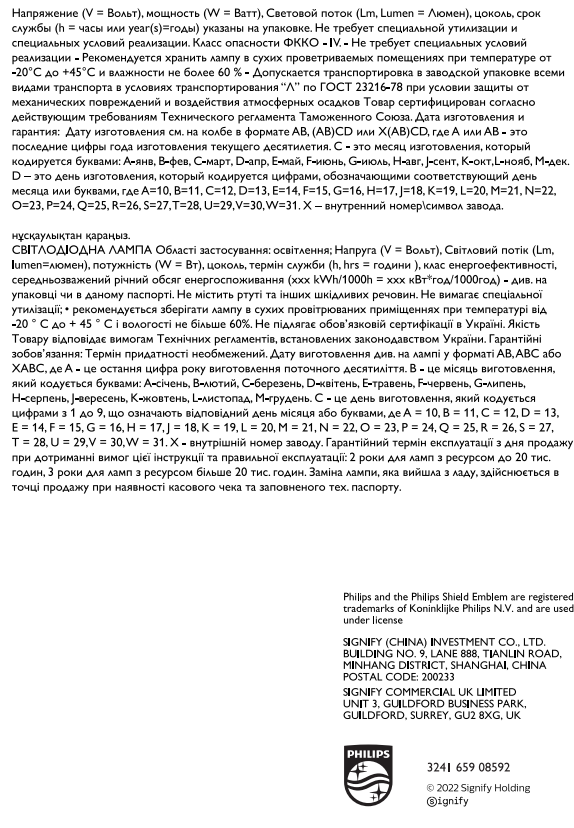 Напряжение (V = Вольт), мощность (W = Ватт), Световой поток (Lm, Lumen = Люмен), цоколь, срок
службы (h = часы или year(s)=годы) указаны на упаковке. Не требует специальной утилизации и
специальных условий реализации. Класс опасности ФККО - IV. - Не требует специальных условий
реализации - Рекомендуется хранить лампу в сухих проветриваемых помещениях при температуре от
-20°C до +45°C и влажности не более 60 % - Допускается транспортировка в заводской упаковке всеми
видами транспорта в условиях транспортирования "Л" по ГОСТ 23216-78 при условии защиты от
механических повреждений и воздействия атмосферных осадков Товар сертифицирован согласно
действующим требованиям Технического регламента Таможенного Союза. Дата изготовления и
гарантия: Дату изготовления см. на колбе в формате AB, (AB)CD или X(AB)CD, где A или AB - это
последние цифры года изготовления текущего десятилетия. C - это месяц изготовления, который
кодируется буквами: A-янв, B-фев, C-март, D-апр, E-май, F-июнь, G-июль, H-авг, J-сент, K-окт,L-нояб, M-дек.
D – это день изготовления, который кодируется цифрами, обозначающими соответствующий день
месяца или буквами, где A=10, B=11, C=12, D=13, E=14, F=15, G=16, H=17, J=18, K=19, L=20, M=21, N=22,
O=23, P=24, Q=25, R=26, S=27,T=28, U=29,V=30,W=31. X – внутренний номер\символ завода.
нұсқаулықтан қараңыз.
СВІТЛОДІОДНА ЛАМПА Області застосування: освітлення; Напруга (V = Вольт), Світловий потік (Lm,
lumen=люмен), потужність (W = Вт), цоколь, термін служби (h, hrs = години ), клас енергоефективності,
середньозважений річний обсяг енергоспоживання (xxx kWh/1000h = xxx кВт*год/1000год) - див. на
упаковці чи в даному паспорті. Не містить ртуті та інших шкідливих речовин. Не вимагає спеціальної
утилізації; • рекомендується зберігати лампу в сухих провітрюваних приміщеннях при температурі від
-20 ° C до + 45 ° C і вологості не більше 60%. Не підлягає обов'язковій сертифікації в Україні. Якість
Товару відповідає вимогам Технічних регламентів, встановлених законодавством України. Гарантійні
зобов'язання: Термін придатності необмежений. Дату виготовлення див. на лампі у форматі AB,ABC або
XABC, де A - це остання цифра року виготовлення поточного десятиліття. B - це місяць виготовлення,
який кодується буквами: A-січень, B-лютий, C-березень, D-квітень, E-травень, F-червень, G-липень,
H-серпень, J-вересень, K-жовтень, L-листопад, M-грудень. C - це день виготовлення, який кодується
цифрами з 1 до 9, що означають відповідний день місяця або буквами, де A = 10, B = 11, C = 12, D = 13,
E = 14, F = 15, G = 16, H = 17, J = 18, K = 19, L = 20, M = 21, N = 22, O = 23, P = 24, Q = 25, R = 26, S = 27,
T = 28, U = 29, V = 30, W = 31. X - внутрішній номер заводу. Гарантійний термін експлуатації з дня продажу
при дотриманні вимог цієї інструкції та правильної експлуатації: 2 роки для ламп з ресурсом до 20 тис.
годин, 3 роки для ламп з ресурсом більше 20 тис. годин. Заміна лампи, яка вийшла з ладу, здійснюється в
точці продажу при наявності касового чека та заповненого тех. паспорту.
Philips and the Philips Shield Emblem are registered
trademarks of Koninklijke Philips N.V. and are used
under license
SIGNIFY (CHINA) INVESTMENT CO., LTD.
BUILDING NO. 9, LANE 888, TIANLIN ROAD,
MINHANG DISTRICT, SHANGHAI, CHINA
POSTAL CODE: 200233
SIGNIFY COMMERCIAL UK LIMITED
UNIT 3, GUILDFORD BUSINESS PARK,
GUILDFORD, SURREY, GU2 8XG, UK
PHILIPS
3241 659 08592
© 2022 Signify Holding
Signify